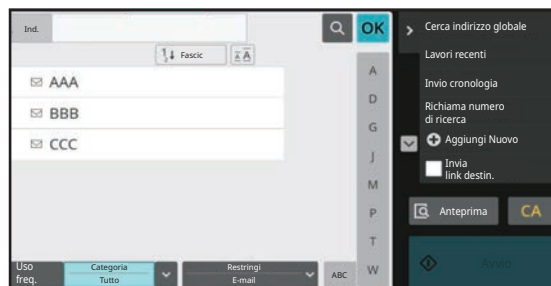 Ind.
OK
Fascic
AAA
BBB
CCC
A
D
G
J
M
P
T
W
Uso
freq.
Categoria
Tutto
Restringi
E-mail
ABC
Cerca indirizzo globale
Lavori recenti
Invio cronologia
Richiama numero
di ricerca
Aggiungi Nuovo
Invia
link destin.
Anteprima
CA
Avvio